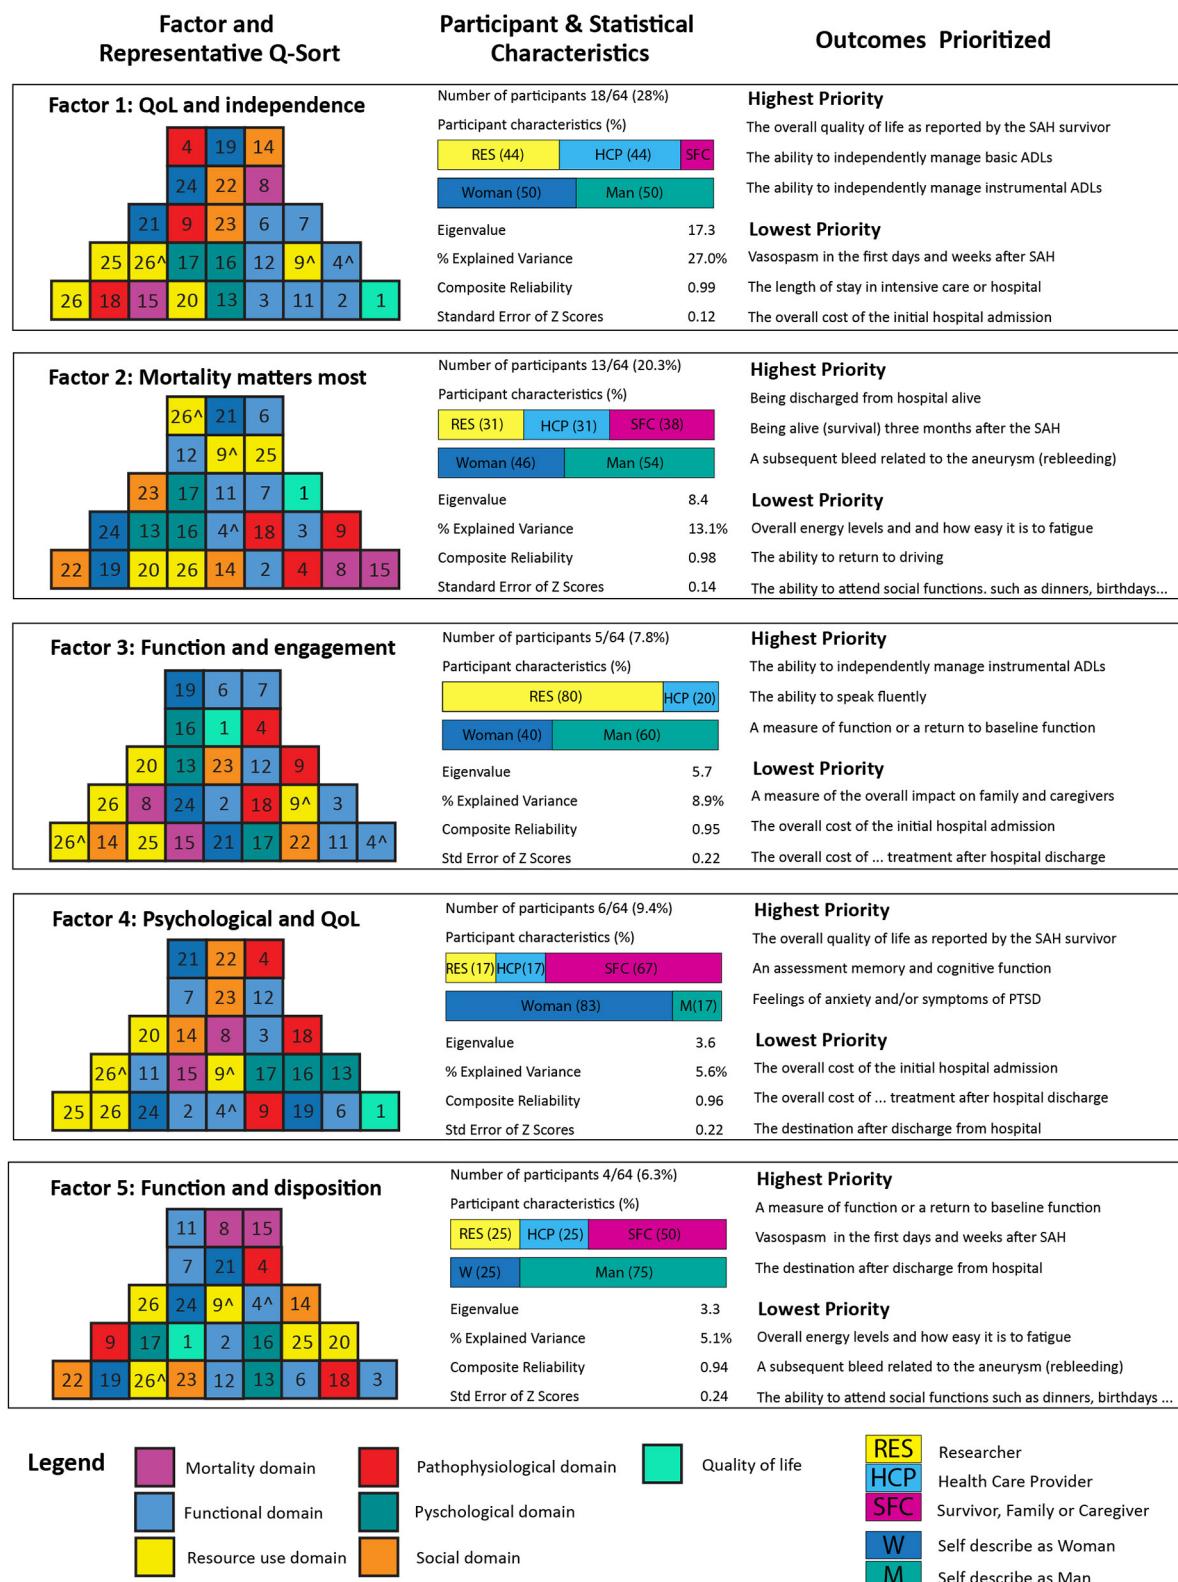 Factor and
Representative Q-Sort
Participant & Statistical
Characteristics
Outcomes Prioritized
Factor 1: QoL and independence
4 19 14
24 22 8
21 9 23 6 7
25 26^ 17 16 12 9^ 4^
26 18 15 20 13 3 11 2 1
Number of participants 18/64 (28%)
Participant characteristics (%)
RES (44) HCP (44) SFC
Woman (50) Man (50)
Eigenvalue 17.3
% Explained Variance 27.0%
Composite Reliability 0.99
Standard Error of Z Scores 0.12
Highest Priority
The overall quality of life as reported by the SAH survivor
The ability to independently manage basic ADLs
The ability to independently manage instrumental ADLs
Lowest Priority
Vasospasm in the first days and weeks after SAH
The length of stay in intensive care or hospital
The overall cost of the initial hospital admission
Factor 2: Mortality matters most
26^ 21 6
12 9^ 25
23 17 11 7 1
24 13 16 4^ 18 3 9
22 19 20 26 14 2 4 8 15
Number of participants 13/64 (20.3%)
Participant characteristics (%)
RES (31) HCP (31) SFC (38)
Woman (46) Man (54)
Eigenvalue 8.4
% Explained Variance 13.1%
Composite Reliability 0.98
Standard Error of Z Scores 0.14
Highest Priority
Being discharged from hospital alive
Being alive (survival) three months after the SAH
A subsequent bleed related to the aneurysm (rebleeding)
Lowest Priority
Overall energy levels and and how easy it is to fatigue
The ability to return to driving
The ability to attend social functions. such as dinners, birthdays...
Factor 3: Function and engagement
19 6 7
16 1 4
20 13 23 12 9
26 8 24 2 18 9^ 3
26^ 14 25 15 21 17 22 11 4^
Number of participants 5/64 (7.8%)
Participant characteristics (%)
RES (80) HCP (20)
Woman (40) Man (60)
Eigenvalue 5.7
% Explained Variance 8.9%
Composite Reliability 0.95
Std Error of Z Scores 0.22
Highest Priority
The ability to independently manage instrumental ADLs
The ability to speak fluently
A measure of function or a return to baseline function
Lowest Priority
A measure of the overall impact on family and caregivers
The overall cost of the initial hospital admission
The overall cost of ... treatment after hospital discharge
Factor 4: Psychological and QoL
21 22 4
7 23 12
20 14 8 3 18
26^ 11 15 9^ 17 16 13
25 26 24 2 4^ 9 19 6 1
Number of participants 6/64 (9.4%)
Participant characteristics (%)
RES (17) HCP(17) SFC (67)
Woman (83) M(17)
Eigenvalue 3.6
% Explained Variance 5.6%
Composite Reliability 0.96
Std Error of Z Scores 0.22
Highest Priority
The overall quality of life as reported by the SAH survivor
An assessment memory and cognitive function
Feelings of anxiety and/or symptoms of PTSD
Lowest Priority
The overall cost of the initial hospital admission
The overall cost of ... treatment after hospital discharge
The destination after discharge from hospital
Factor 5: Function and disposition
11 8 15
7 21 4
26 24 9^ 4^ 14
9 17 1 2 16 25 20
22 19 26^ 23 12 13 6 18 3
Number of participants 4/64 (6.3%)
Participant characteristics (%)
RES (25) HCP (25) SFC (50)
W (25) Man (75)
Eigenvalue 3.3
% Explained Variance 5.1%
Composite Reliability 0.94
Std Error of Z Scores 0.24
Highest Priority
A measure of function or a return to baseline function
Vasospasm in the first days and weeks after SAH
The destination after discharge from hospital
Lowest Priority
Overall energy levels and how easy it is to fatigue
A subsequent bleed related to the aneurysm (rebleeding)
The ability to attend social functions such as dinners, birthdays ...
Legend
Mortality domain
Functional domain
Resource use domain
Pathophysiological domain
Pyschological domain
Social domain
Quality of life
RES Researcher
HCP Health Care Provider
SFC Survivor, Family or Caregiver
W Self describe as Woman
M Self describe as Man